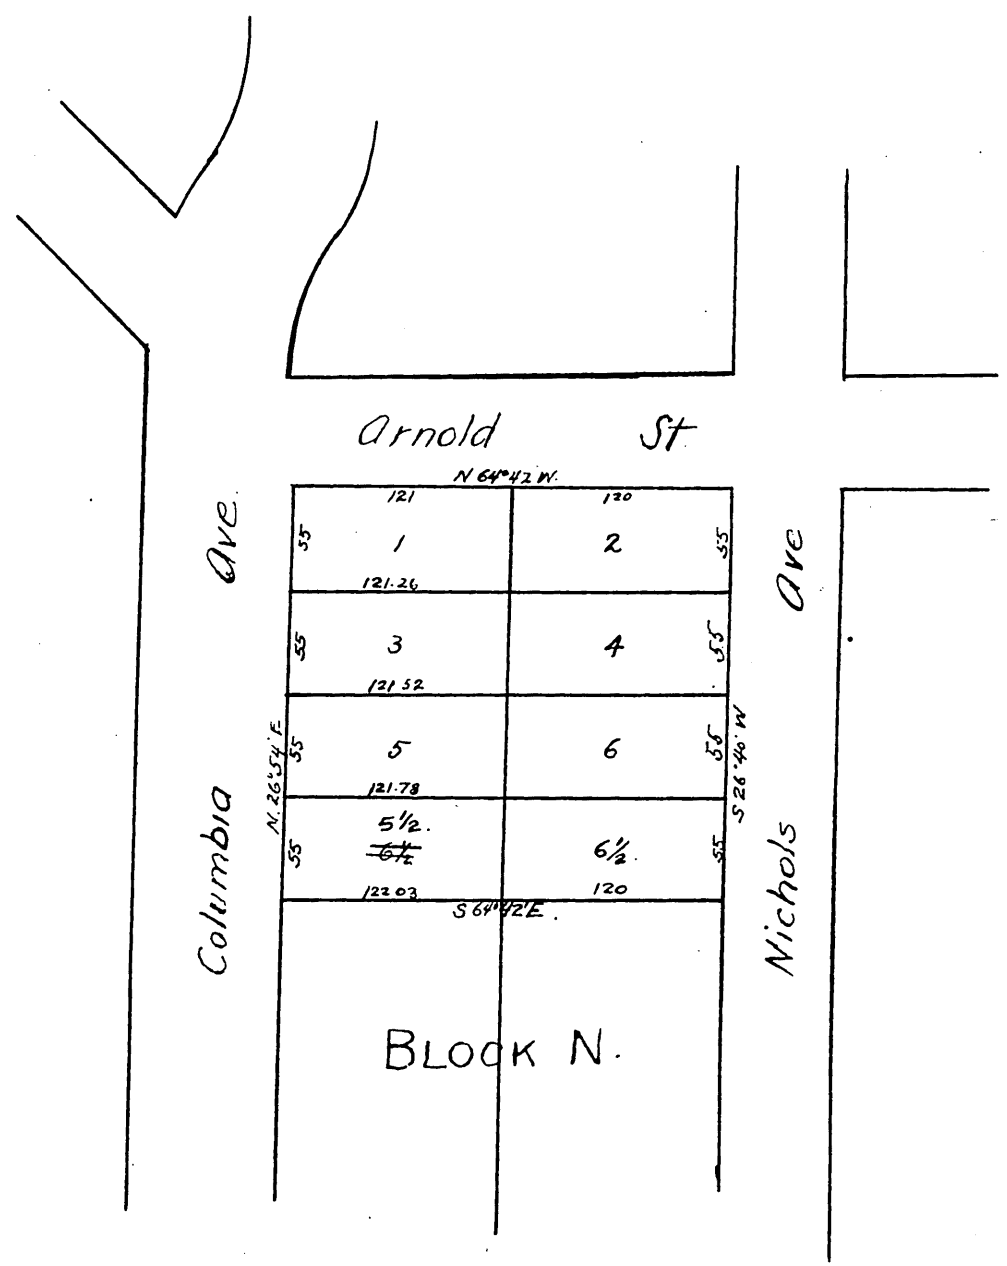 Arnold St
N 64°42' W.
121 120
55 1 2 55
121.26
55 3 4 55
121.52
N. 26°54' E
55 5 6 55
S 26°40' W
121.78
5½.
55 6½ 6½. 55
122.03 120
S 64°42' E.
Columbia Ave.
Nichols Ave
BLOCK N.